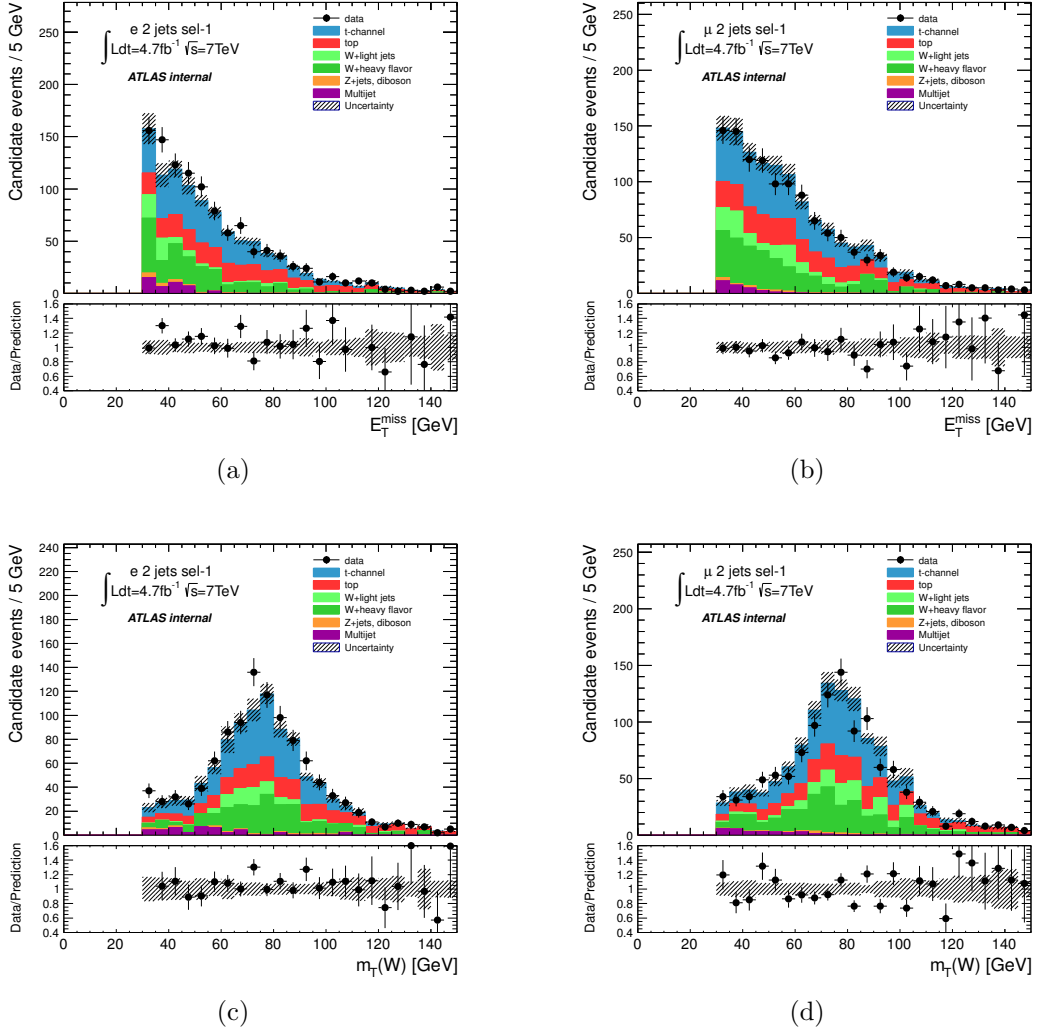 Candidate events / 5 GeV
250
200
150
100
50
0
e 2 jets sel-1
∫ Ldt=4.7fb⁻¹ √s=7TeV
ATLAS internal
data
t-channel
top
W+light jets
W+heavy flavor
Z+jets, diboson
Multijet
Uncertainty
Data/Prediction
1.6
1.4
1.2
1.0
0.8
0.6
0.4
0 20 40 60 80 100 120 140
E_T^miss [GeV]
(a)
Candidate events / 5 GeV
250
200
150
100
50
0
μ 2 jets sel-1
∫ Ldt=4.7fb⁻¹ √s=7TeV
ATLAS internal
data
t-channel
top
W+light jets
W+heavy flavor
Z+jets, diboson
Multijet
Uncertainty
Data/Prediction
1.6
1.4
1.2
1.0
0.8
0.6
0.4
0 20 40 60 80 100 120 140
E_T^miss [GeV]
(b)
Candidate events / 5 GeV
240
220
200
180
160
140
120
100
80
60
40
20
0
e 2 jets sel-1
∫ Ldt=4.7fb⁻¹ √s=7TeV
ATLAS internal
data
t-channel
top
W+light jets
W+heavy flavor
Z+jets, diboson
Multijet
Uncertainty
Data/Prediction
1.6
1.4
1.2
1.0
0.8
0.6
0.4
0 20 40 60 80 100 120 140
m_T(W) [GeV]
(c)
Candidate events / 5 GeV
250
200
150
100
50
0
μ 2 jets sel-1
∫ Ldt=4.7fb⁻¹ √s=7TeV
ATLAS internal
data
t-channel
top
W+light jets
W+heavy flavor
Z+jets, diboson
Multijet
Uncertainty
Data/Prediction
1.6
1.4
1.2
1.0
0.8
0.6
0.4
0 20 40 60 80 100 120 140
m_T(W) [GeV]
(d)